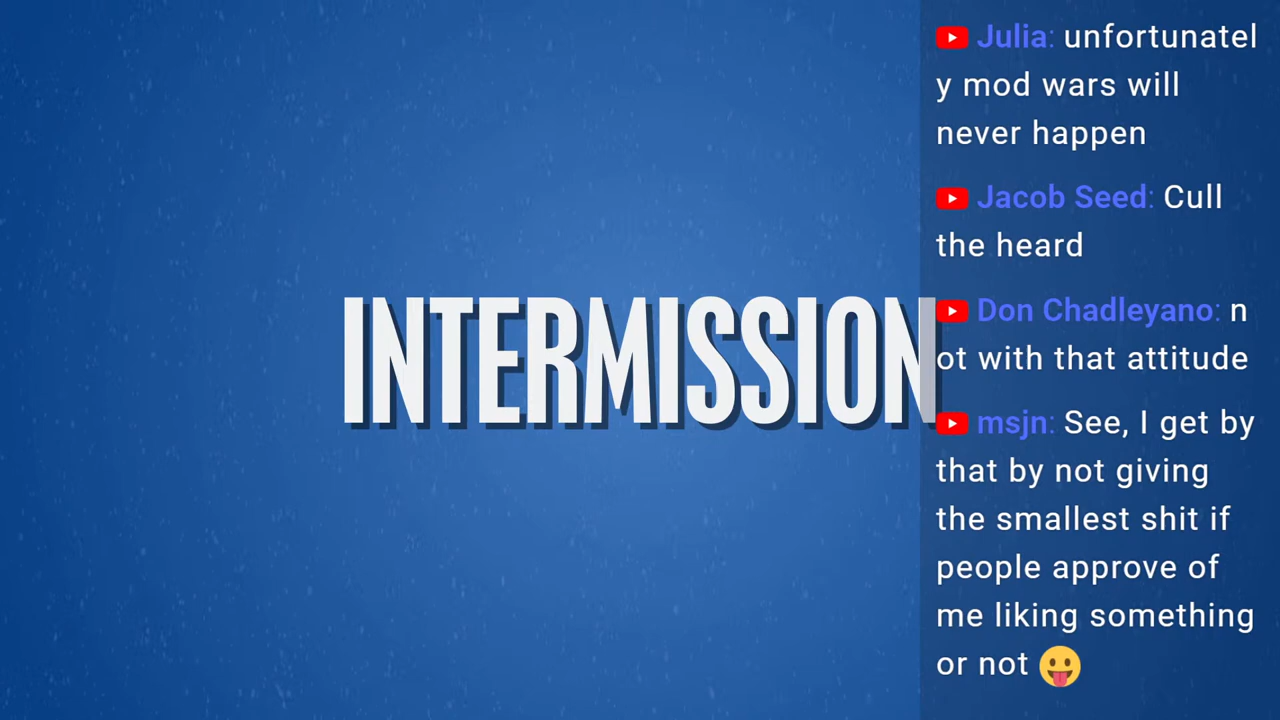 INTERMISSION
Julia: unfortunatel
y mod wars will
never happen
Jacob Seed: Cull
the heard
Don Chadleyano: n
ot with that attitude
msjn: See, I get by
that by not giving
the smallest shit if
people approve of
me liking something
or not 😛